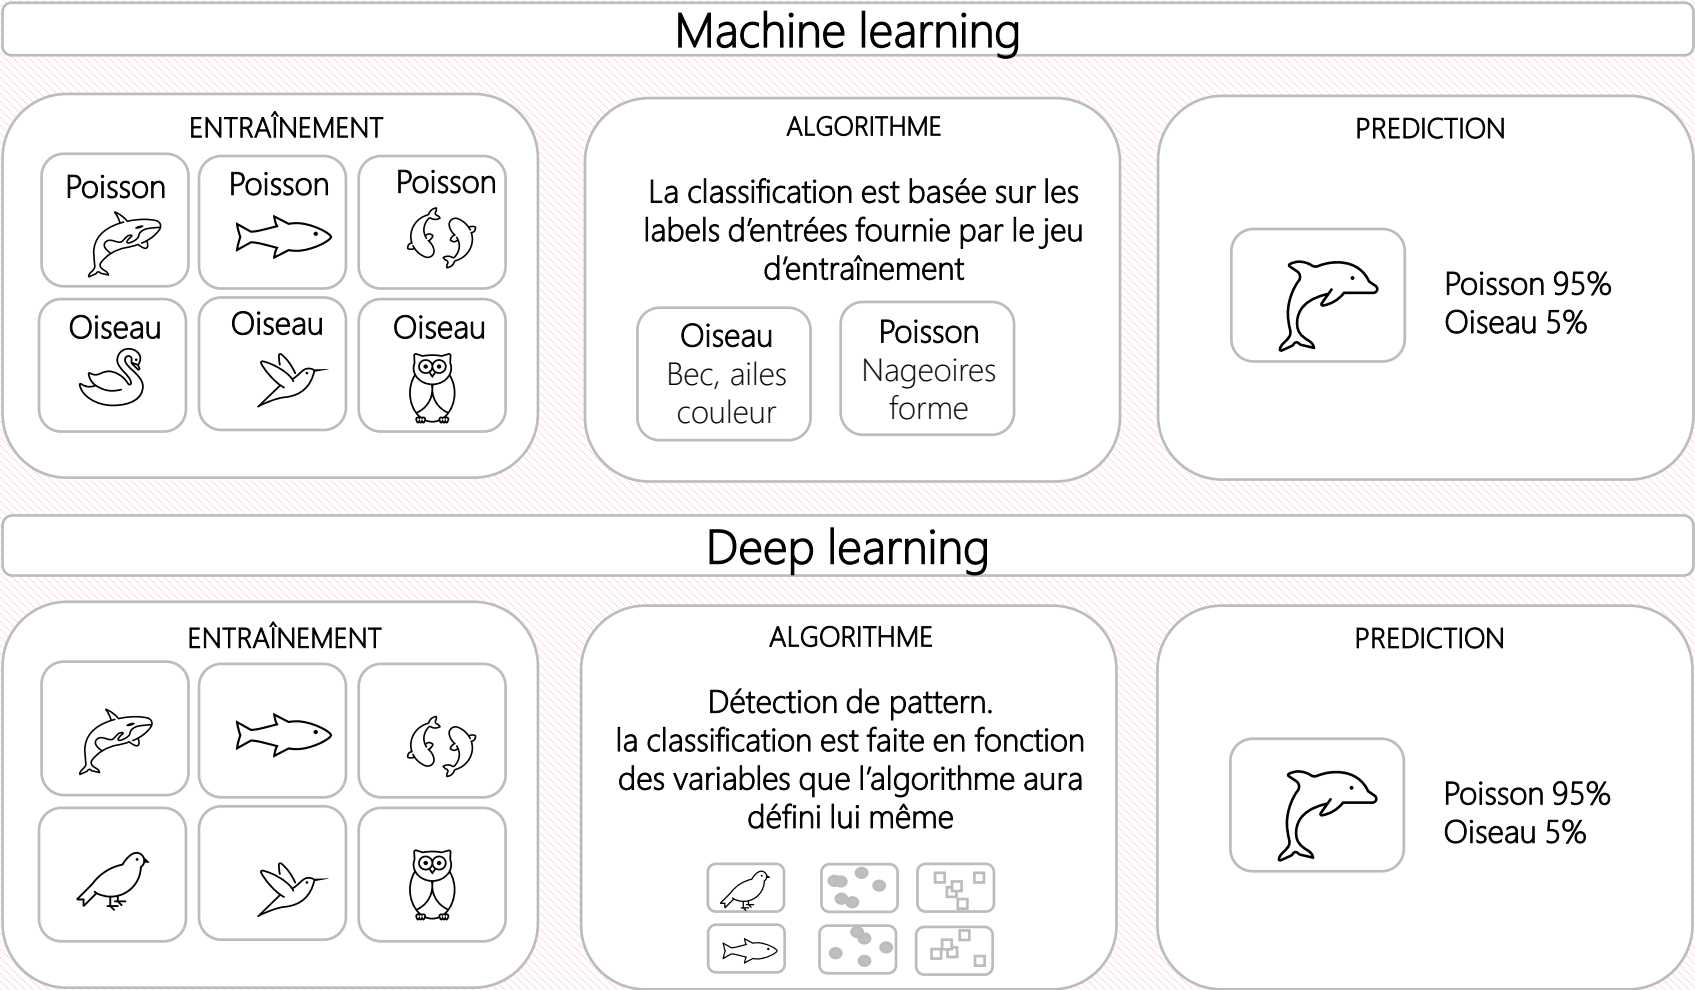 Machine learning
ENTRAÎNEMENT
Poisson
Poisson
Poisson
Oiseau
Oiseau
Oiseau
ALGORITHME
La classification est basée sur les
labels d’entrées fournie par le jeu
d’entraînement
Oiseau
Bec, ailes
couleur
Poisson
Nageoires
forme
PREDICTION
Poisson 95%
Oiseau 5%
Deep learning
ENTRAÎNEMENT
ALGORITHME
Détection de pattern.
la classification est faite en fonction
des variables que l’algorithme aura
défini lui même
PREDICTION
Poisson 95%
Oiseau 5%